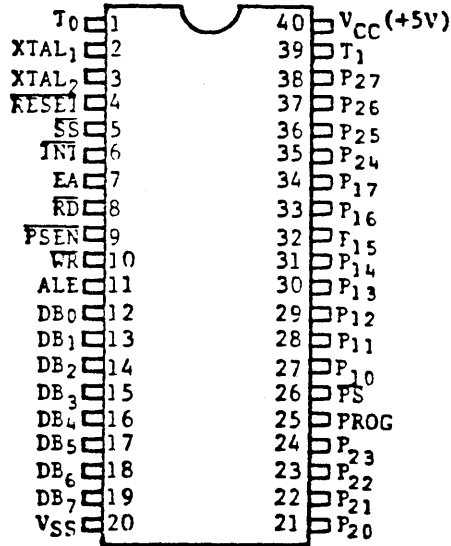 T0 1 40 VCC (+5V)
XTAL1 2 39 T1
XTAL2 3 38 P27
RESET 4 37 P26
SS 5 36 P25
INT 6 35 P24
EA 7 34 P17
RD 8 33 P16
PSEN 9 32 P15
WR 10 31 P14
ALE 11 30 P13
DB0 12 29 P12
DB1 13 28 P11
DB2 14 27 P10
DB3 15 26 PS
DB4 16 25 PROG
DB5 17 24 P23
DB6 18 23 P22
DB7 19 22 P21
VSS 20 21 P20